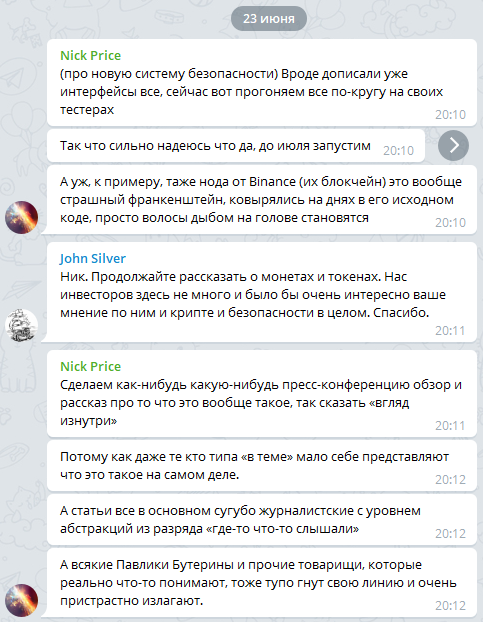 23 июня
Nick Price
(про новую систему безопасности) Вроде дописали уже
интерфейсы все, сейчас вот прогоняем все по-кругу на своих
тестерах
20:10
Так что сильно надеюсь что да, до июля запустим
20:10
А уж, к примеру, таже нода от Binance (их блокчейн) это вообще
страшный франкенштейн, ковырялись на днях в его исходном
коде, просто волосы дыбом на голове становятся
20:10
John Silver
Ник. Продолжайте рассказать о монетах и токенах. Нас
инвесторов здесь не много и было бы очень интересно ваше
мнение по ним и крипте и безопасности в целом. Спасибо.
20:11
Nick Price
Сделаем как-нибудь какую-нибудь пресс-конференцию обзор и
рассказ про то что это вообще такое, так сказать «вгляд
изнутри»
20:11
Потому как даже те кто типа «в теме» мало себе представляют
что это такое на самом деле.
20:12
А статьи все в основном сугубо журналистские с уровнем
абстракций из разряда «где-то что-то слышали»
20:12
А всякие Павлики Бутерины и прочие товарищи, которые
реально что-то понимают, тоже тупо гнут свою линию и очень
пристрастно излагают.
20:12